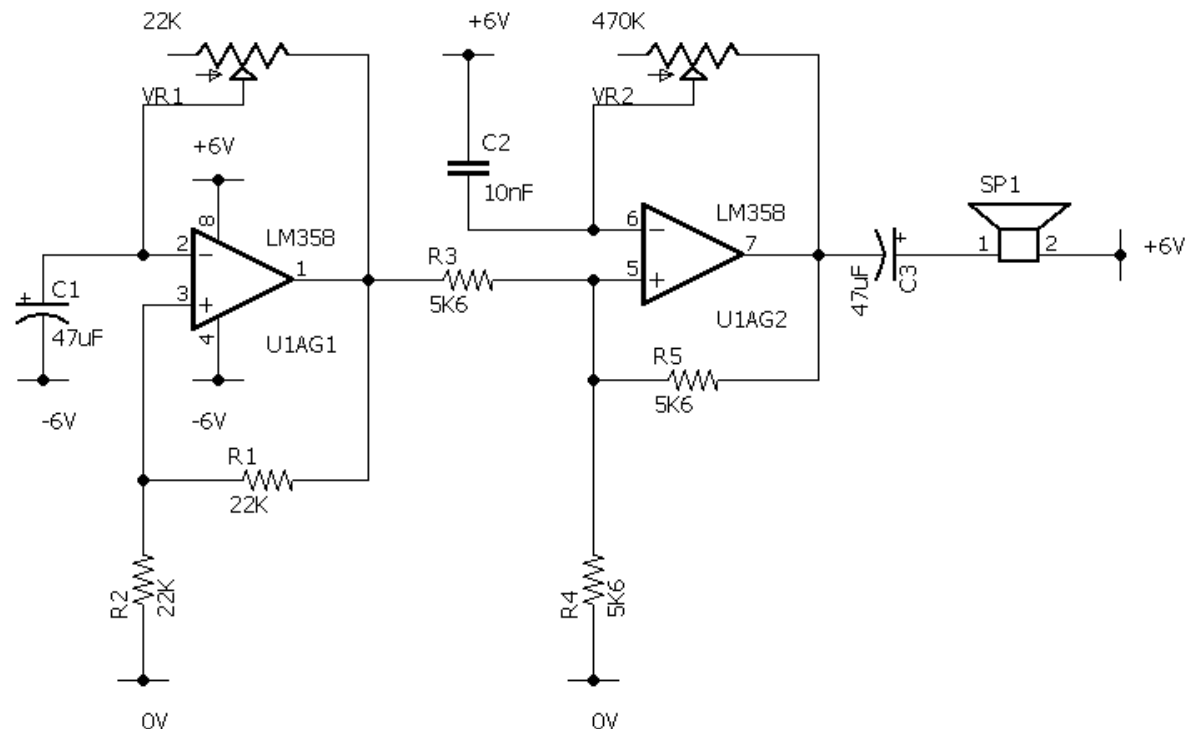 22K
+6V
470K
VR1
VR2
+6V
C2
10nF
SP1
8
2
LM358
1
6
LM358
7
1
2
+6V
C1
47uF
3
R3
5K6
5
47uF
C3
4
U1AG1
U1AG2
-6V
-6V
R5
5K6
R1
22K
R2
22K
R4
5K6
0V
0V